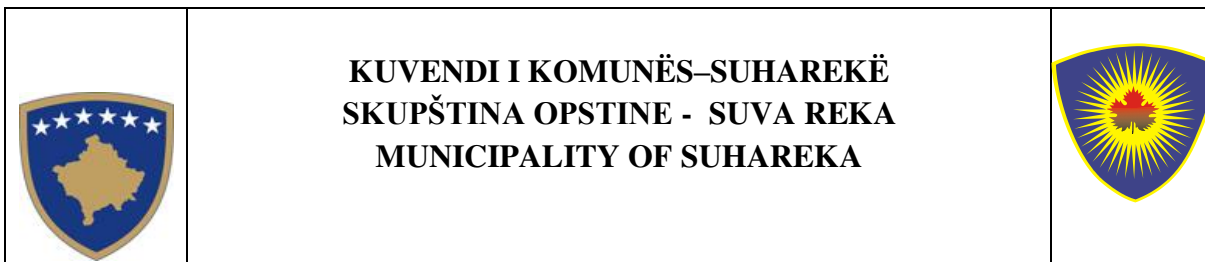 KUVENDI I KOMUNËS–SUHAREKË
SKUPŠTINA OPSTINE - SUVA REKA
MUNICIPALITY OF SUHAREKA